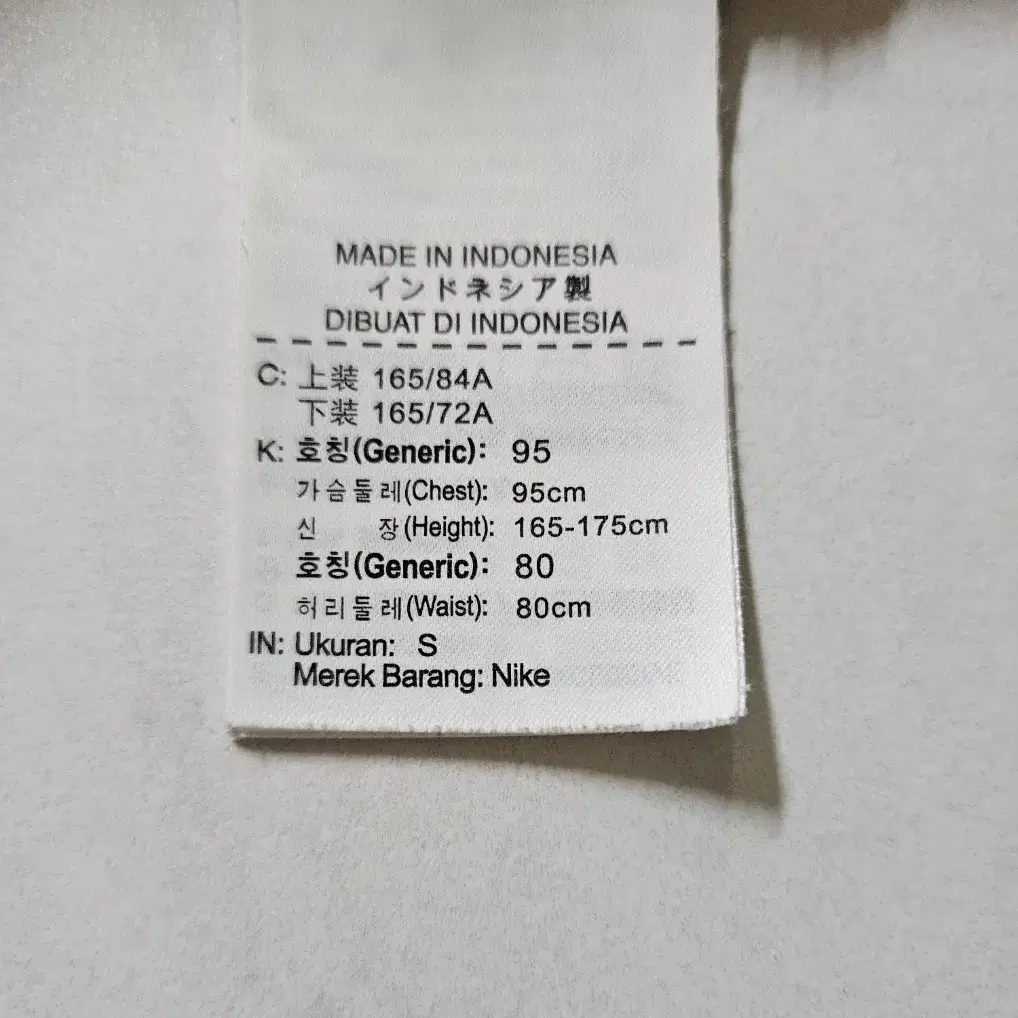 MADE IN INDONESIA
インドネシア製
DIBUAT DI INDONESIA
C: 上装 165/84A
下装 165/72A
K: 호칭(Generic): 95
가슴둘레(Chest): 95cm
신 장(Height): 165-175cm
호칭(Generic): 80
허리둘레(Waist): 80cm
IN: Ukuran: S
Merek Barang: Nike